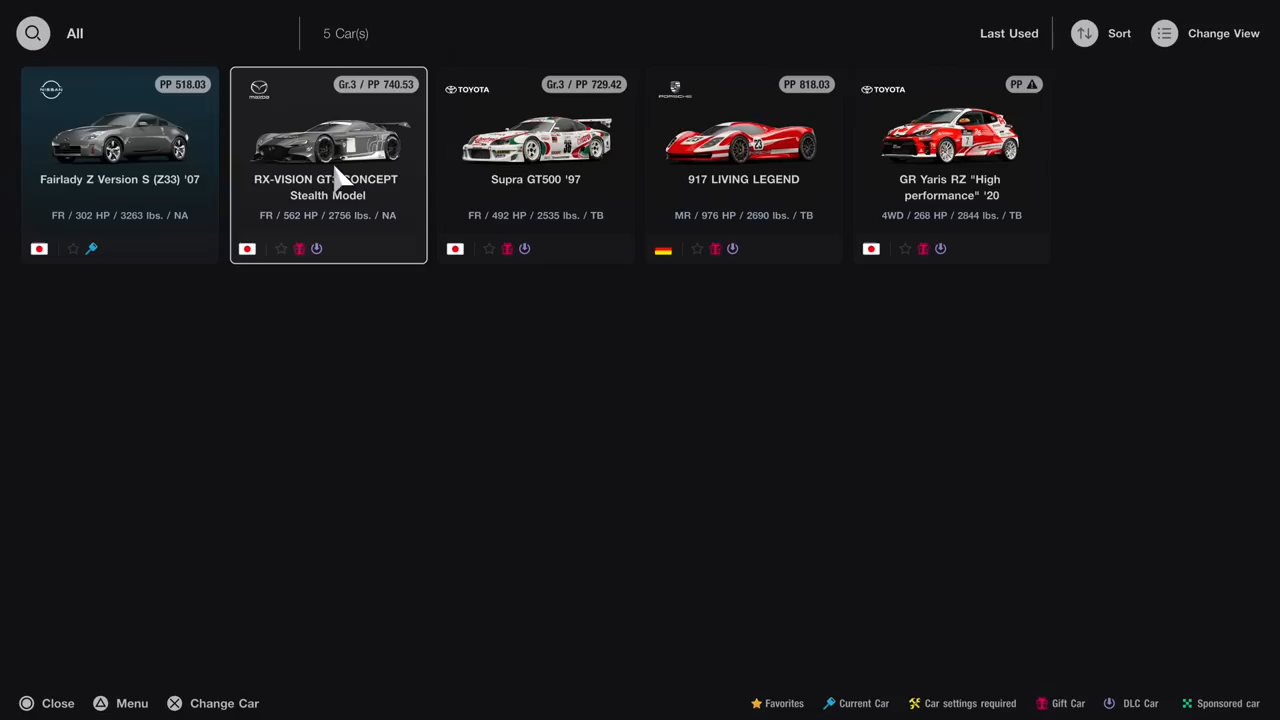 All
5 Car(s)
Last Used
Sort
Change View
NISSAN
PP 518.03
Fairlady Z Version S (Z33) '07
FR / 302 HP / 3263 lbs. / NA
mazda
Gr.3 / PP 740.53
RX-VISION GT3 CONCEPT
Stealth Model
FR / 562 HP / 2756 lbs. / NA
TOYOTA
Gr.3 / PP 729.42
36
Supra GT500 '97
FR / 492 HP / 2535 lbs. / TB
PORSCHE
PP 818.03
23
917 LIVING LEGEND
MR / 976 HP / 2690 lbs. / TB
TOYOTA
PP
GR Yaris RZ "High
performance" '20
4WD / 268 HP / 2844 lbs. / TB
Close
Menu
Change Car
Favorites
Current Car
Car settings required
Gift Car
DLC Car
Sponsored car